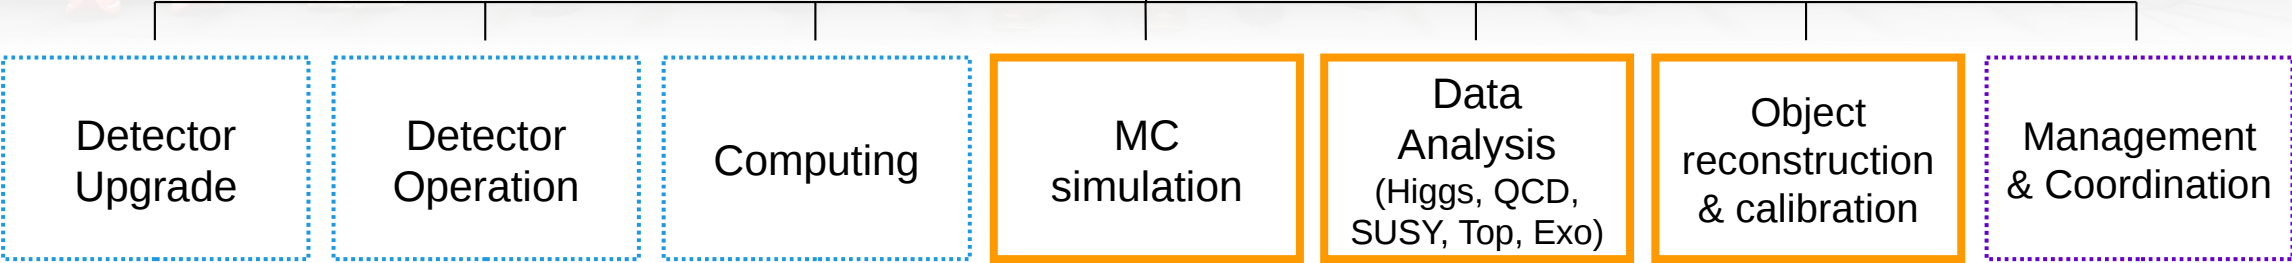 Detector
Upgrade
Detector
Operation
Computing
MC
simulation
Data
Analysis
(Higgs, QCD,
SUSY, Top, Exo)
Object
reconstruction
& calibration
Management
& Coordination